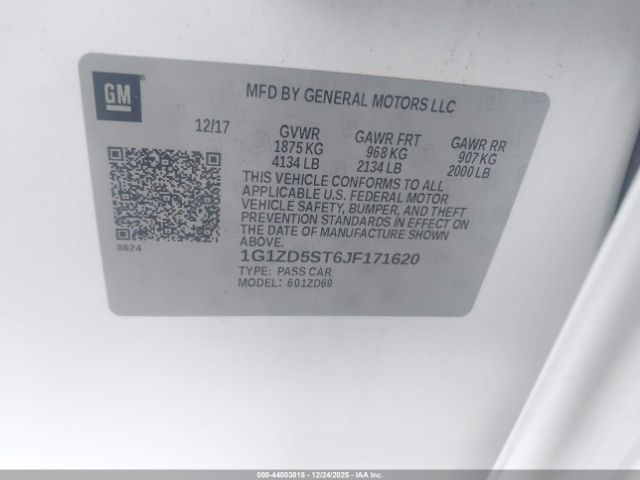 GM
MFD BY GENERAL MOTORS LLC
12/17 GVWR GAWR FRT GAWR RR
1875 KG 968 KG 907 KG
4134 LB 2134 LB 2000 LB
THIS VEHICLE CONFORMS TO ALL
APPLICABLE U.S. FEDERAL MOTOR
VEHICLE SAFETY, BUMPER, AND THEFT
PREVENTION STANDARDS IN EFFECT ON
THE DATE OF MANUFACTURE SHOWN
ABOVE.
8624
1G1ZD5ST6JF171620
TYPE: PASS CAR
MODEL: 601ZD69
000-44003818 - 12/24/2025 - IAA Inc.